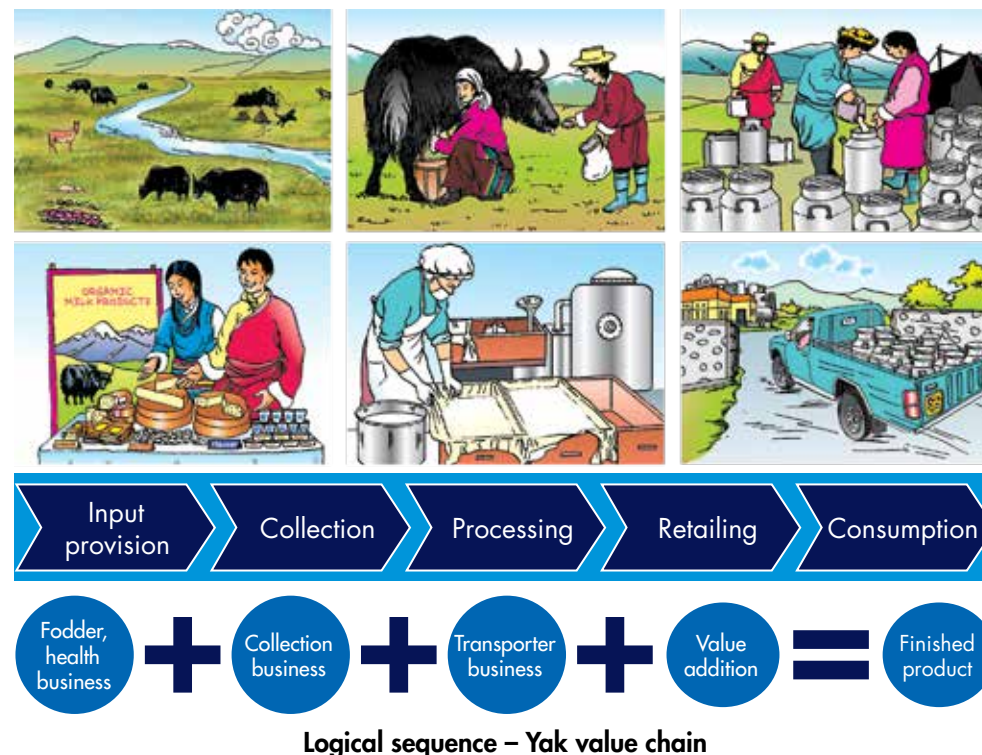 ORGANIC
MILK PRODUCTS
Input
provision
Collection
Processing
Retailing
Consumption
Fodder,
health
business
Collection
business
Transporter
business
Value
addition
Finished
product
Logical sequence – Yak value chain